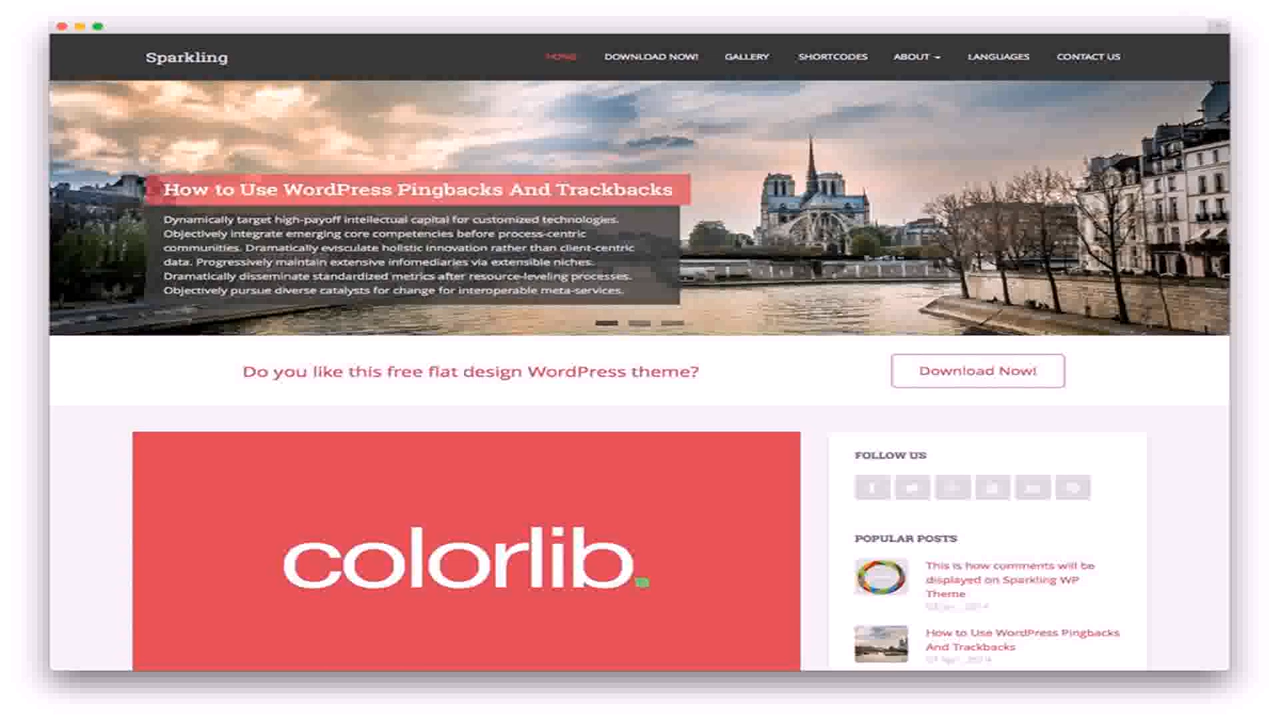 Sparkling
HOME
DOWNLOAD NOW!
GALLERY
SHORTCODES
ABOUT
LANGUAGES
CONTACT US
How to Use WordPress Pingbacks And Trackbacks
Dynamically target high-payoff intellectual capital for customized technologies.
Objectively integrate emerging core competencies before process-centric
communities. Dramatically evisculate holistic innovation rather than client-centric
data. Progressively maintain extensive infomediaries via extensible niches.
Dramatically disseminate standardized metrics after resource-leveling processes.
Objectively pursue diverse catalysts for change for interoperable meta-services.
Do you like this free flat design WordPress theme?
Download Now!
colorlib.
FOLLOW US
POPULAR POSTS
This is how comments will be
displayed on Sparkling WP
Theme
How to Use WordPress Pingbacks
And Trackbacks